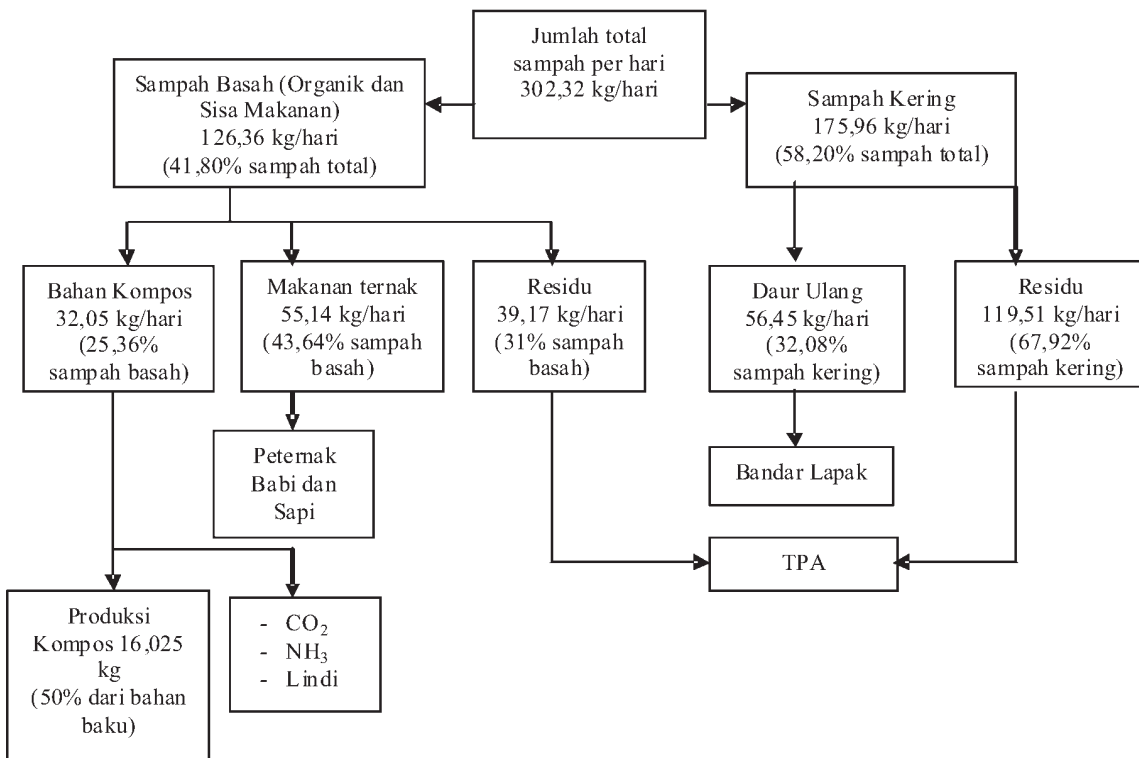 Jumlah total
sampah per hari
302,32 kg/hari
Sampah Basah (Organik dan
Sisa Makanan)
126,36 kg/hari
(41,80% sampah total)
Sampah Kering
175,96 kg/hari
(58,20% sampah total)
Bahan Kompos
32,05 kg/hari
(25,36%
sampah basah)
Makanan ternak
55,14 kg/hari
(43,64% sampah
basah)
Residu
39,17 kg/hari
(31% sampah
basah)
Daur Ulang
56,45 kg/hari
(32,08%
sampah kering)
Residu
119,51 kg/hari
(67,92%
sampah kering)
Peternak
Babi dan
Sapi
Bandar Lapak
TPA
Produksi
Kompos 16,025
kg
(50% dari bahan
baku)
- CO₂
- NH₃
- Lindi